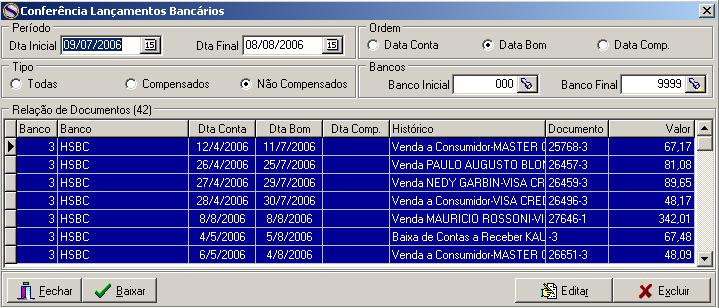 Conferência Lançamentos Bancários
Período
Dta Inicial 09/07/2006 15 Dta Final 08/08/2006 15
Ordem
Data Conta Data Bom Data Comp.
Tipo
Todas Compensados Não Compensados
Bancos
Banco Inicial 000 Banco Final 9999
Relação de Documentos (42)
Banco Banco Dta Conta Dta Bom Dta Comp. Histórico Documento Valor
3 HSBC 12/4/2006 11/7/2006 Venda a Consumidor-MASTER C 25768-3 67,17
3 HSBC 26/4/2006 25/7/2006 Venda PAULO AUGUSTO BLON 26457-3 81,08
3 HSBC 27/4/2006 29/7/2006 Venda NEDY GARBIN-VISA CR 26459-3 89,65
3 HSBC 28/4/2006 30/7/2006 Venda a Consumidor-VISA CRED 26496-3 48,17
3 HSBC 8/8/2006 8/8/2006 Venda MAURICIO ROSSONI-VI 27646-1 342,01
3 HSBC 4/5/2006 5/8/2006 Baixa de Contas a Receber KAU -3 67,48
3 HSBC 6/5/2006 4/8/2006 Venda a Consumidor-MASTER C 26651-3 48,09
Fechar Baixar Editar Excluir